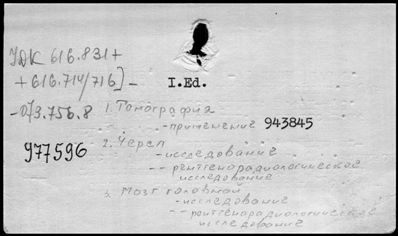 УДК 616.831+
+616.714/716]-
I.Ed.
-073.756.8
1. Томография
-применение 943845
977596
2. Череп
-исследование
-- рентгенорадиологическое
исследование
3. Мозг головной
-исследование
-- рентгенорадиологическое
исследование